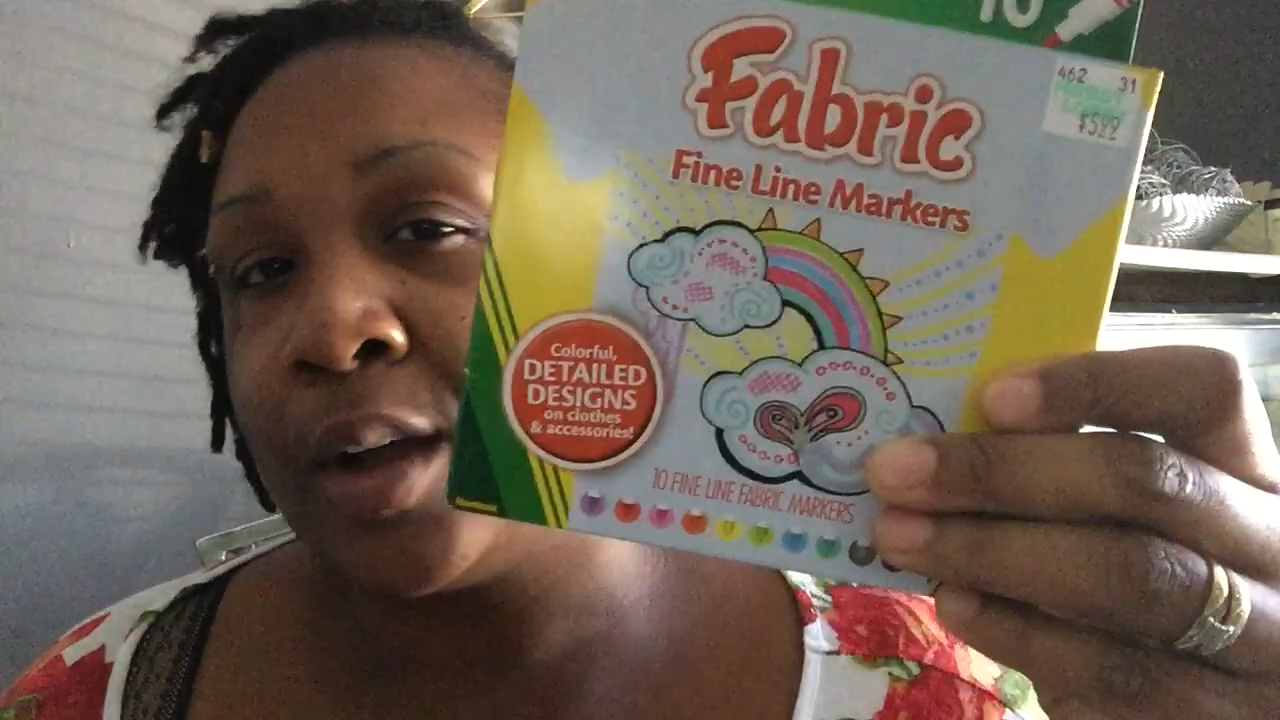 10
Fabric
Fine Line Markers
462 31
$522
Colorful,
DETAILED
DESIGNS
on clothes
& accessories!
10 FINE LINE FABRIC MARKERS